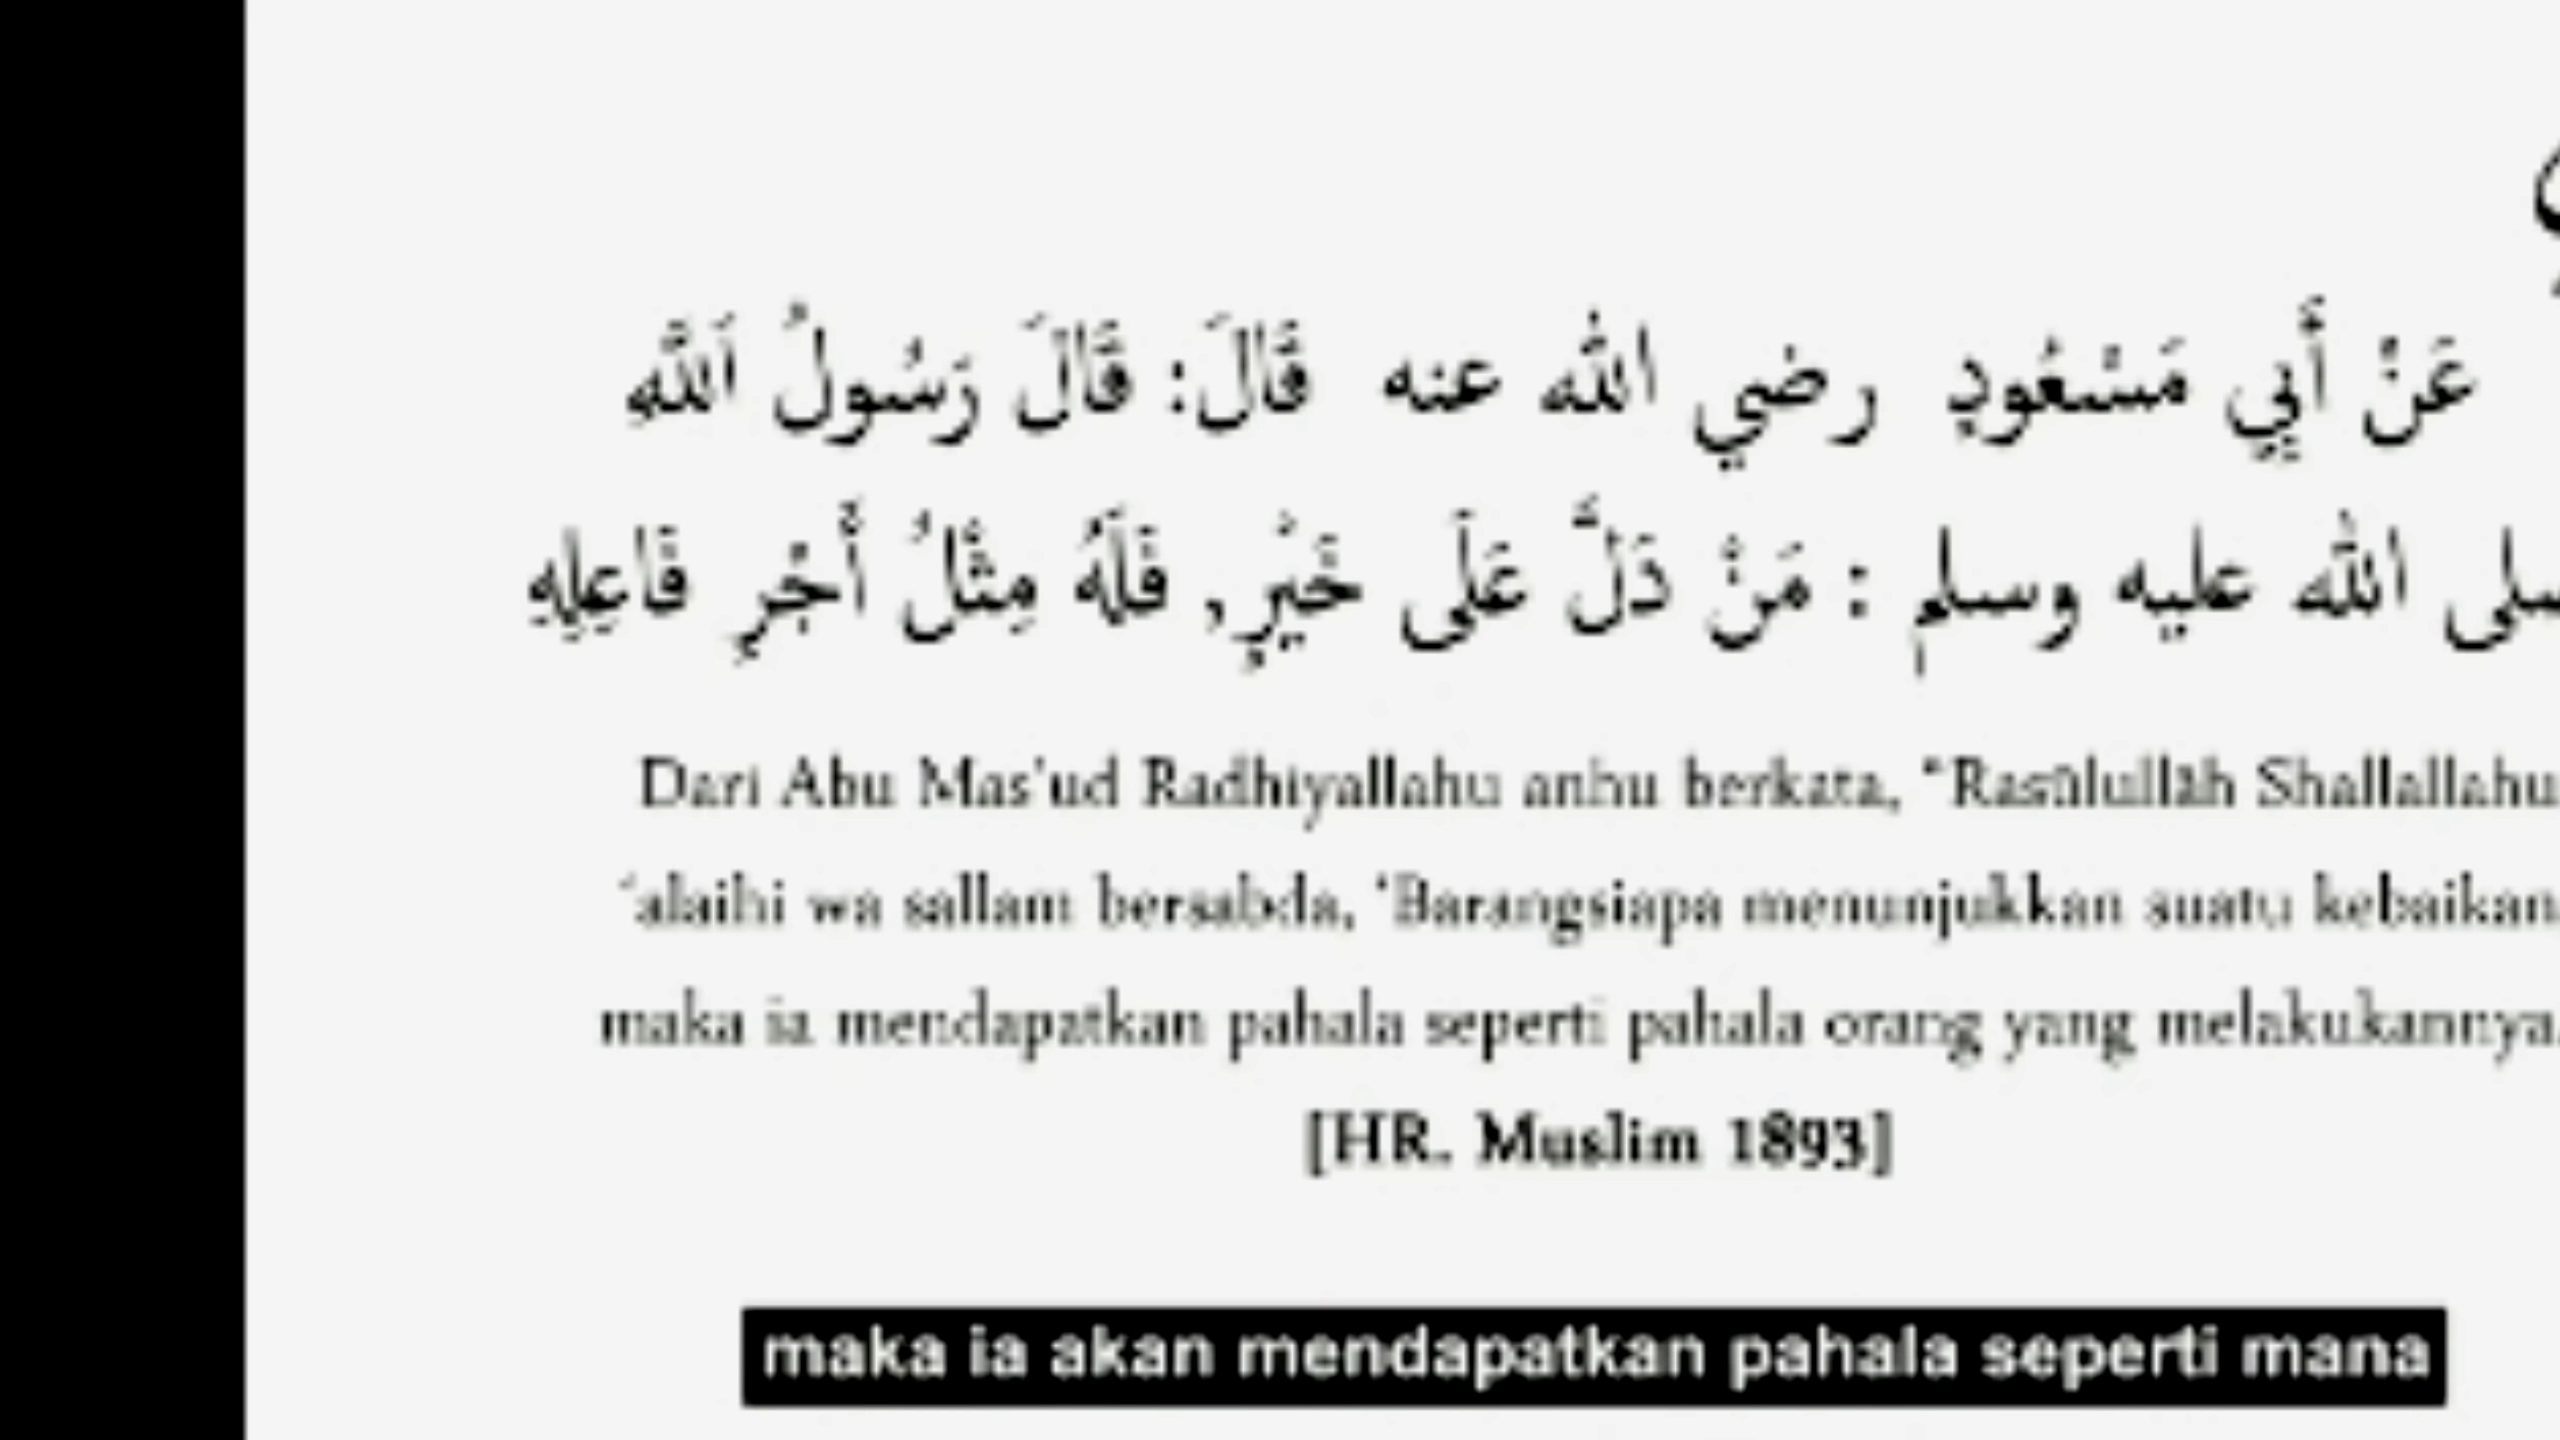 عَنْ أَبِي مَسْعُودٍ رضي الله عنه قَالَ: قَالَ رَسُولُ اَللَّهِ
الله عليه وسلم : مَنْ دَلَّ عَلَى خَيْرٍ, فَلَهُ مِثْلُ أَجْرِ فَاعِلِهِ
Dari Abu Mas'ud Radhiyallahu anhu berkata, "Rasūlullāh Shallallahu
'alaihi wa sallam bersabda, 'Barangsiapa menunjukkan suatu kebaikan
maka ia mendapatkan pahala seperti pahala orang yang melakukannya.
[HR. Muslim 1893]
maka ia akan mendapatkan pahala seperti mana